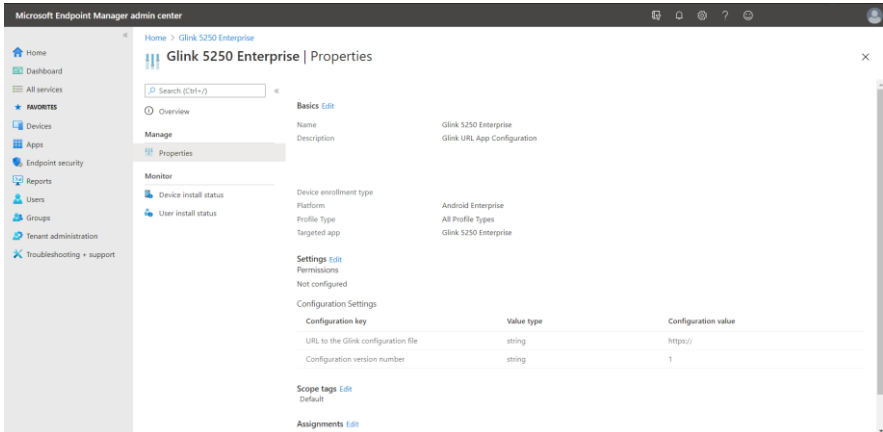 Microsoft Endpoint Manager admin center
Home > Glink 5250 Enterprise
Glink 5250 Enterprise | Properties
Home
Dashboard
All services
FAVORITES
Devices
Apps
Endpoint security
Reports
Users
Groups
Tenant administration
Troubleshooting + support
Search (Ctrl+/)
Overview
Manage
Properties
Monitor
Device install status
User install status
Basics Edit
Name Glink 5250 Enterprise
Description Glink URL App Configuration
Device enrollment type
Platform Android Enterprise
Profile Type All Profile Types
Targeted app Glink 5250 Enterprise
Settings Edit
Permissions
Not configured
Configuration Settings
Configuration key Value type Configuration value
URL to the Glink configuration file string https://
Configuration version number string 1
Scope tags Edit
Default
Assignments Edit